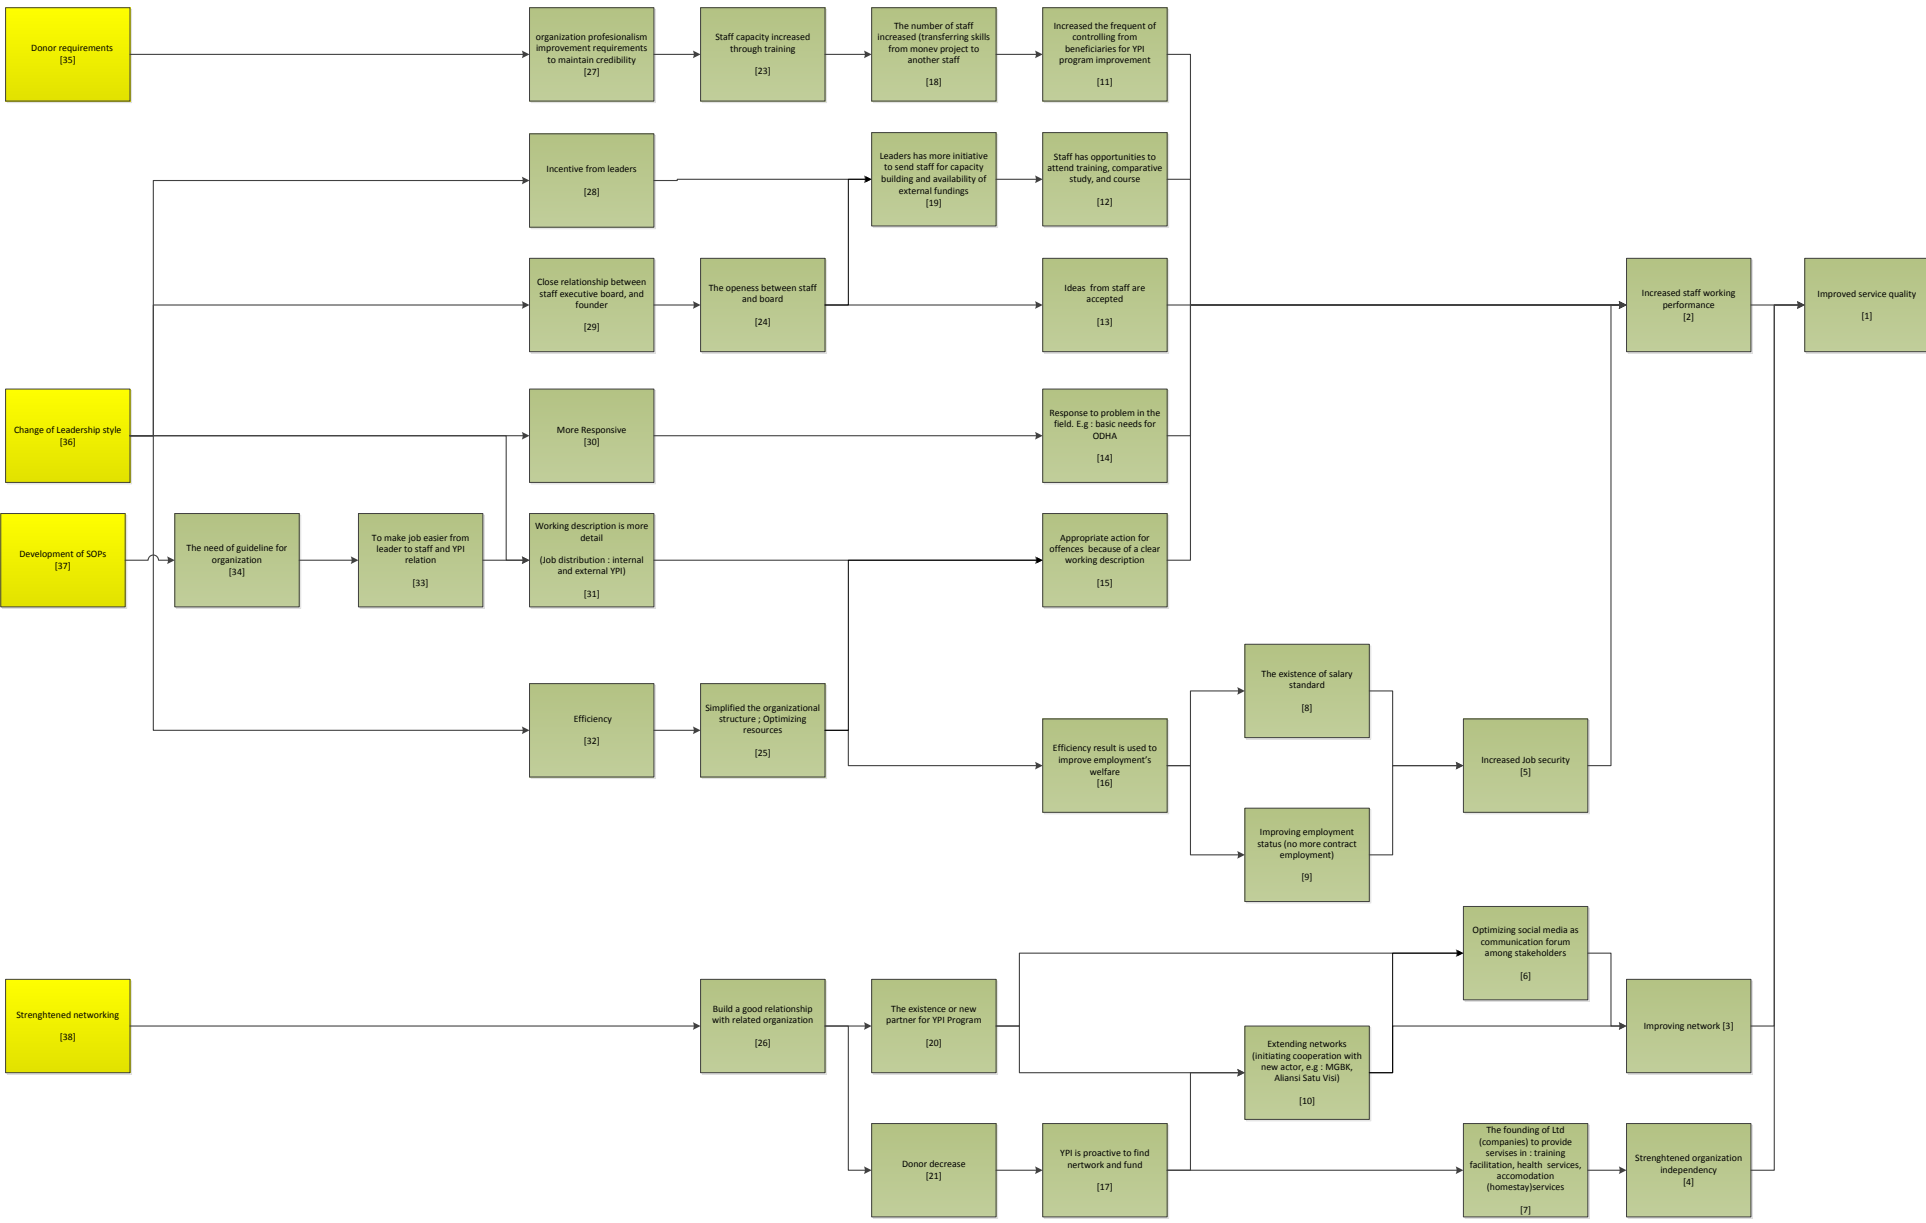 Donor requirements
[35]
organization profesionalism
improvement requirements
to maintain credibility
[27]
Staff capacity increased
through training
[23]
The number of staff
increased (transferring skills
from monev project to
another staff
[18]
Increased the frequent of
controlling from
beneficiaries for YPI
program improvement
[11]
Incentive from leaders
[28]
Leaders has more initiative
to send staff for capacity
building and availability of
external fundings
[19]
Staff has opportunities to
attend training, comparative
study, and course
[12]
Close relationship between
staff executive board, and
founder
[29]
The openess between staff
and board
[24]
Ideas from staff are
accepted
[13]
Increased staff working
performance
[2]
Improved service quality
[1]
Change of Leadership style
[36]
More Responsive
[30]
Response to problem in the
field. E.g : basic needs for
ODHA
[14]
Development of SOPs
[37]
The need of guideline for
organization
[34]
To make job easier from
leader to staff and YPI
relation
[33]
Working description is more
detail
(Job distribution : internal
and external YPI)
[31]
Appropriate action for
offences because of a clear
working description
[15]
Efficiency
[32]
Simplified the organizational
structure ; Optimizing
resources
[25]
Efficiency result is used to
improve employment's
welfare
[16]
The existence of salary
standard
[8]
Improving employment
status (no more contract
employment)
[9]
Increased Job security
[5]
Strenghtened networking
[38]
Build a good relationship
with related organization
[26]
The existence or new
partner for YPI Program
[20]
Optimizing social media as
communication forum
among stakeholders
[6]
Extending networks
(initiating cooperation with
new actor, e.g : MGBK,
Aliansi Satu Visi)
[10]
Improving network [3]
Donor decrease
[21]
YPI is proactive to find
nertwork and fund
[17]
The founding of Ltd
(companies) to provide
servises in : training
facilitation, health services,
accomodation
(homestay)services
[7]
Strenghtened organization
independency
[4]